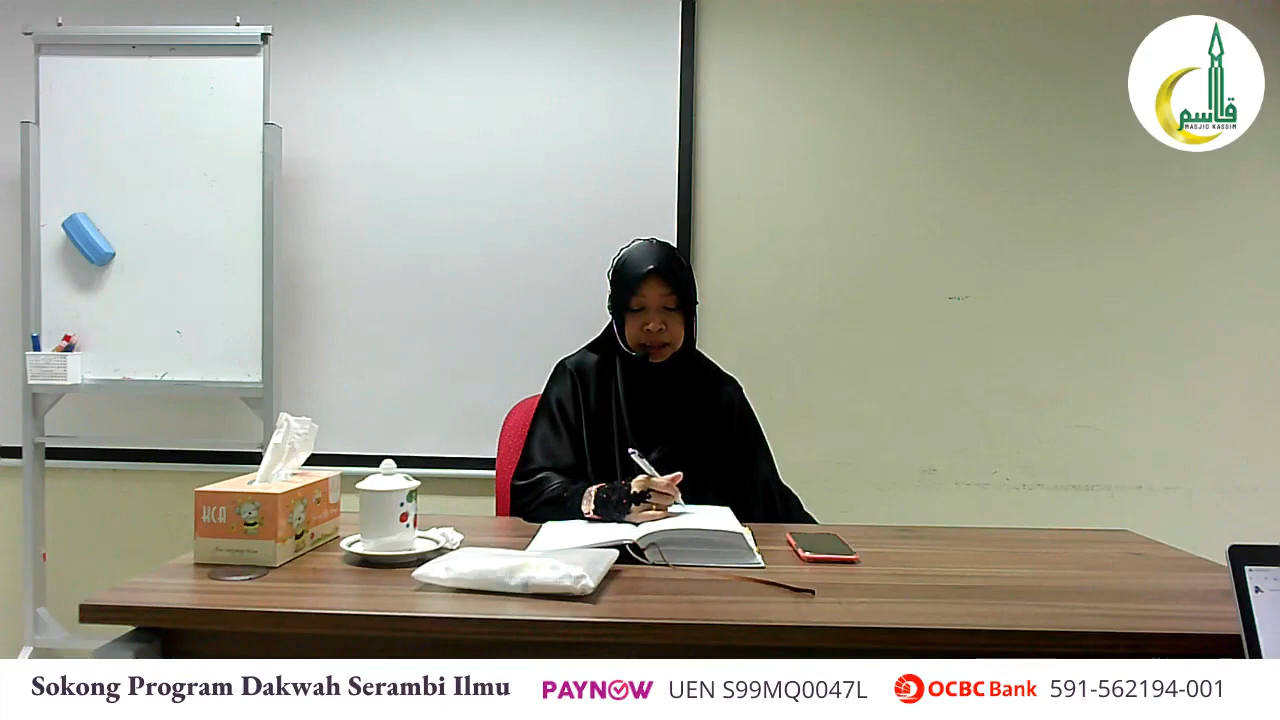 قاسم
MASJID KASSIM
HCA
Sokong Program Dakwah Serambi Ilmu
PAYNOW UEN S99MQ0047L
OCBC Bank 591-562194-001